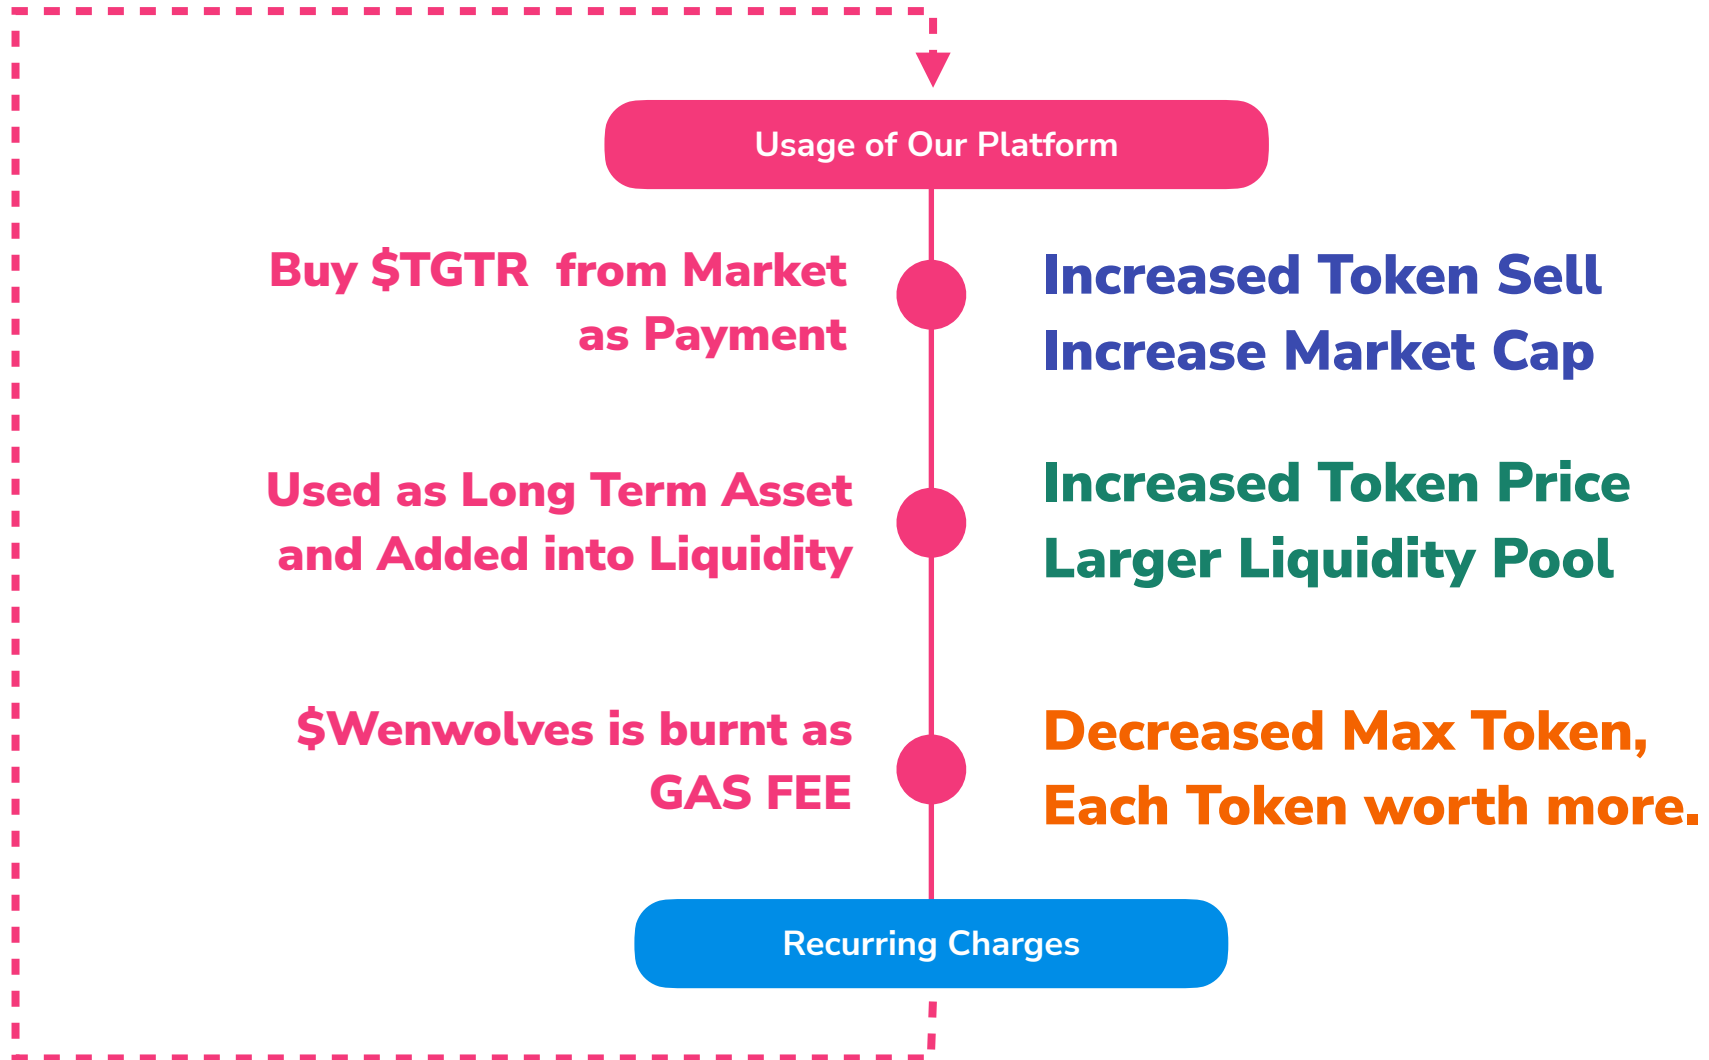 Usage of Our Platform
Buy $TGTR from Market
as Payment
Increased Token Sell
Increase Market Cap
Used as Long Term Asset
and Added into Liquidity
Increased Token Price
Larger Liquidity Pool
$Wenwolves is burnt as
GAS FEE
Decreased Max Token,
Each Token worth more.
Recurring Charges